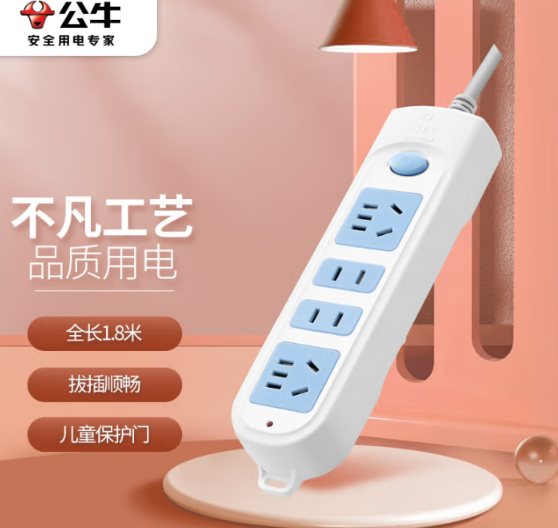 公牛
安全用电专家
不凡工艺
品质用电
全长1.8米
拔插顺畅
儿童保护门